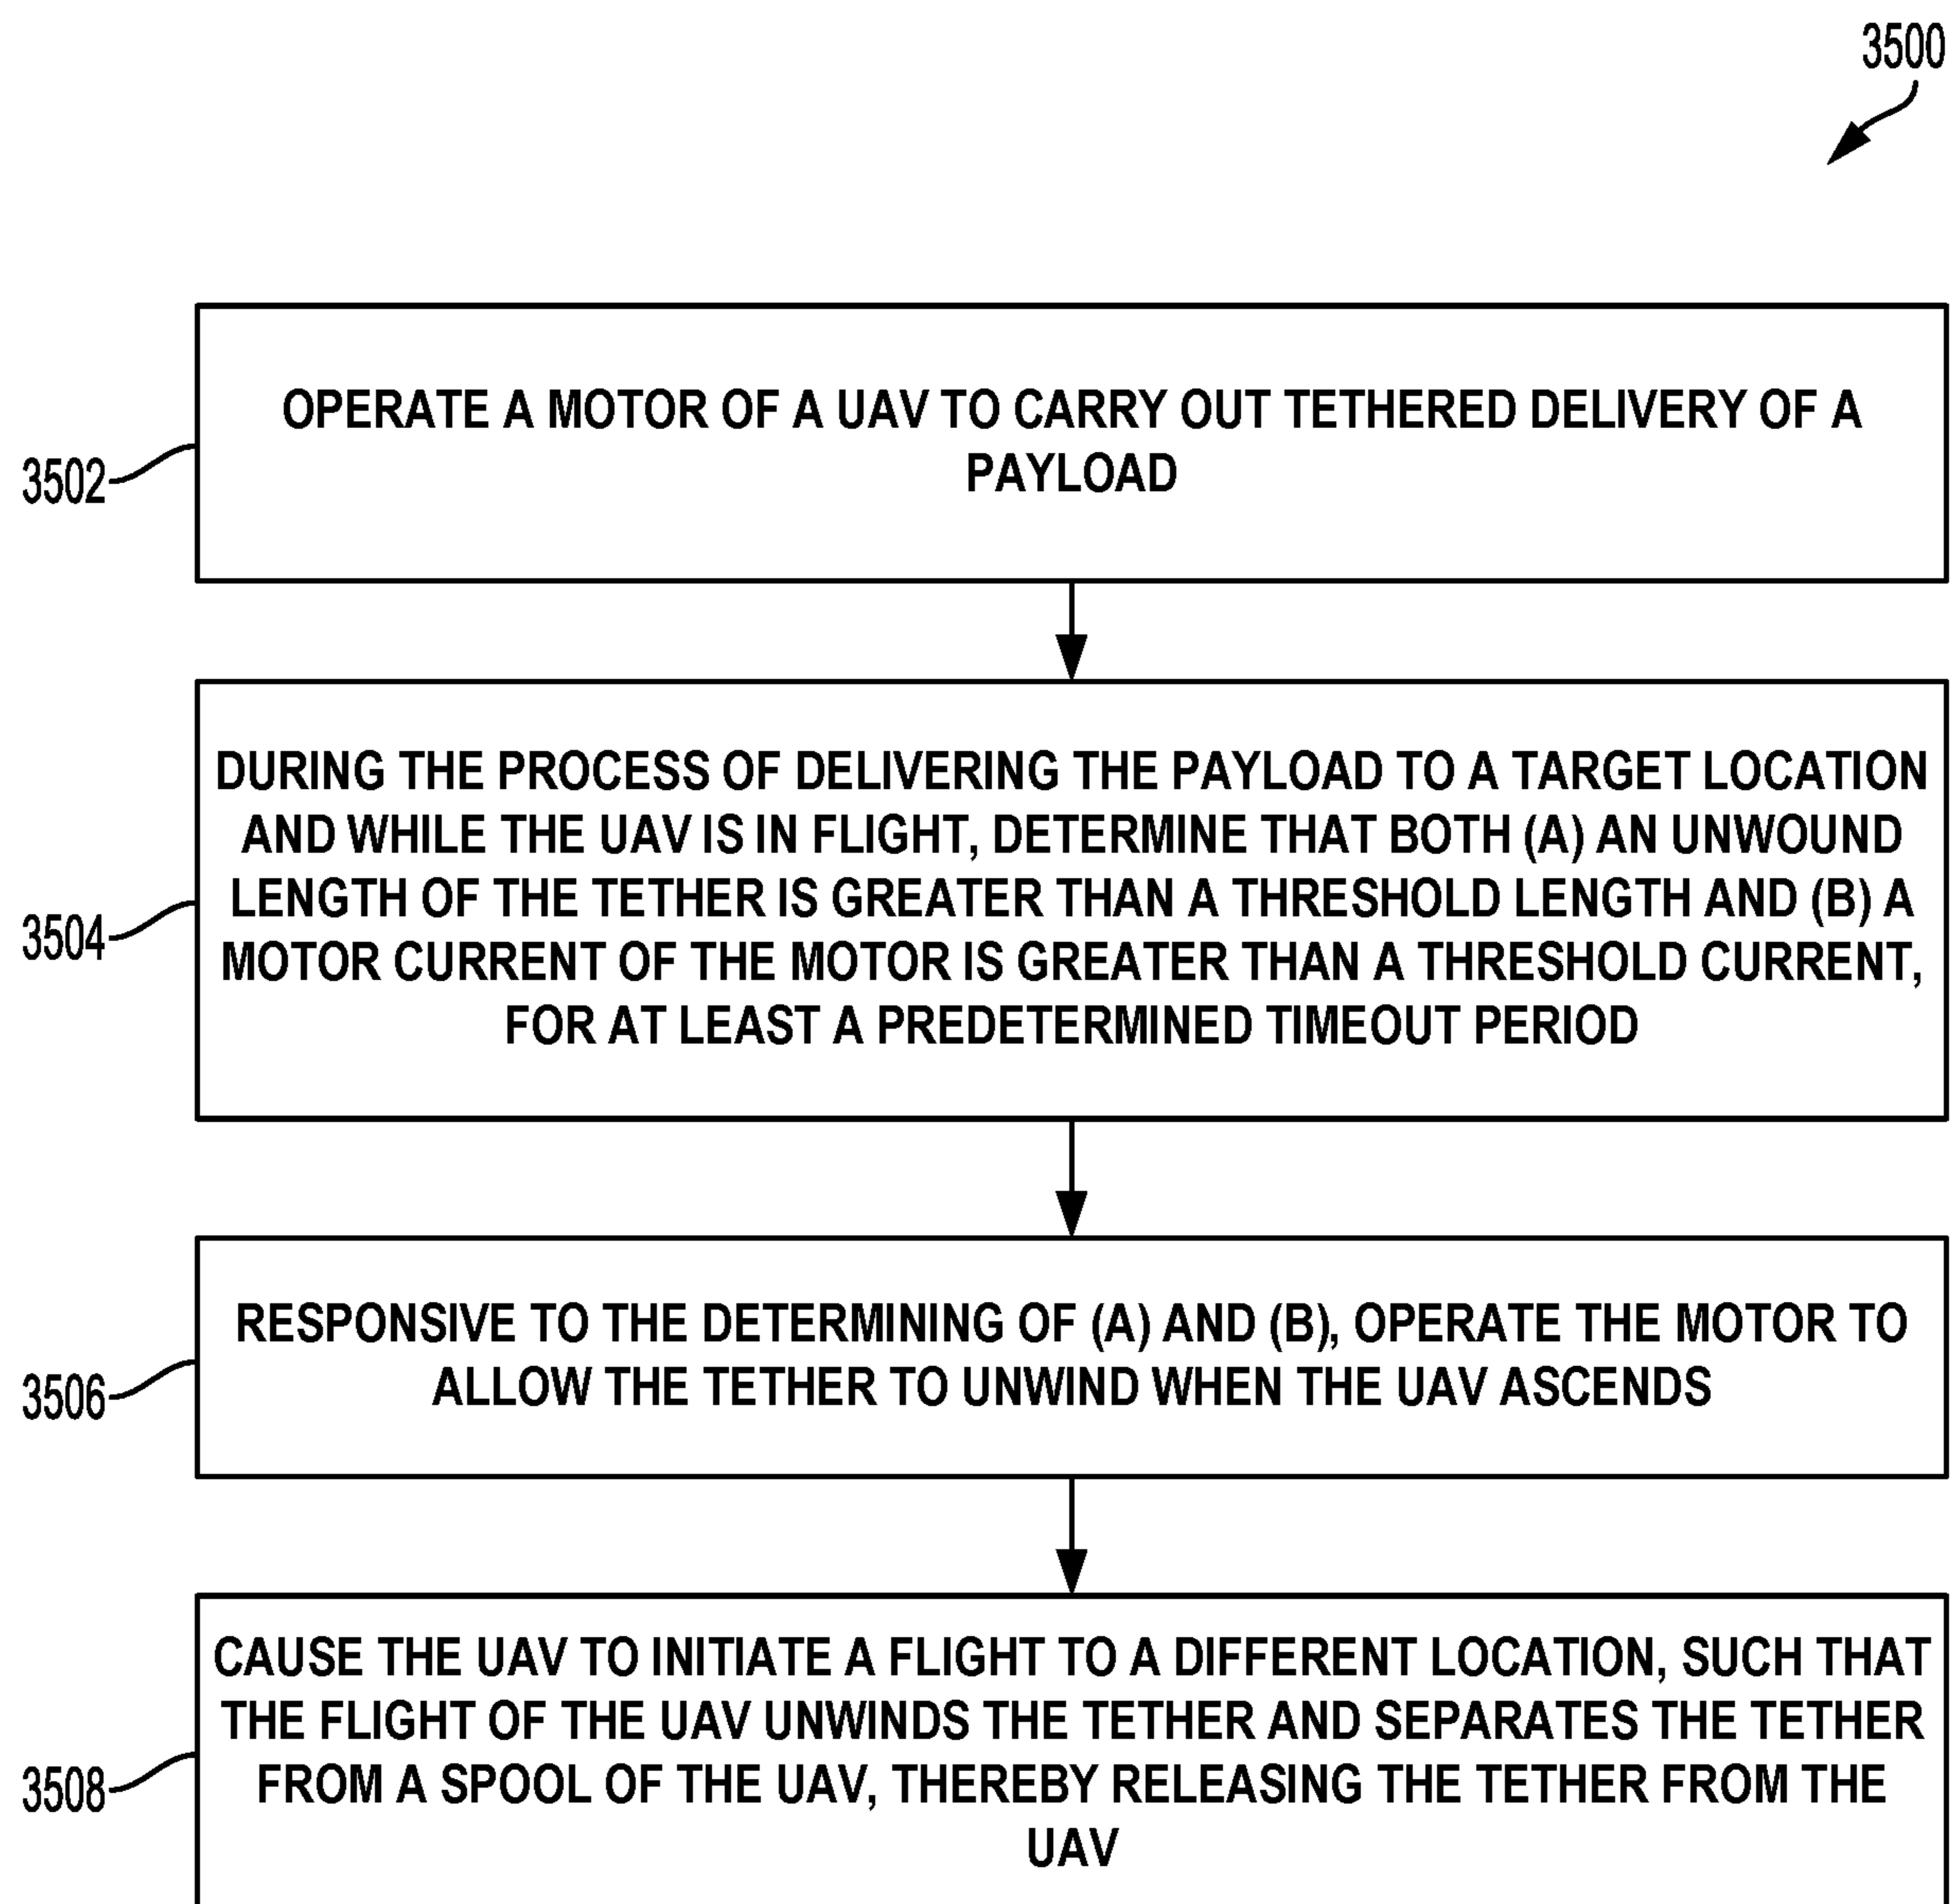 3500
OPERATE A MOTOR OF A UAV TO CARRY OUT TETHERED DELIVERY OF A
PAYLOAD
3502
DURING THE PROCESS OF DELIVERING THE PAYLOAD TO A TARGET LOCATION
AND WHILE THE UAV IS IN FLIGHT, DETERMINE THAT BOTH (A) AN UNWOUND
LENGTH OF THE TETHER IS GREATER THAN A THRESHOLD LENGTH AND (B) A
MOTOR CURRENT OF THE MOTOR IS GREATER THAN A THRESHOLD CURRENT,
FOR AT LEAST A PREDETERMINED TIMEOUT PERIOD
3504
RESPONSIVE TO THE DETERMINING OF (A) AND (B), OPERATE THE MOTOR TO
ALLOW THE TETHER TO UNWIND WHEN THE UAV ASCENDS
3506
CAUSE THE UAV TO INITIATE A FLIGHT TO A DIFFERENT LOCATION, SUCH THAT
THE FLIGHT OF THE UAV UNWINDS THE TETHER AND SEPARATES THE TETHER
FROM A SPOOL OF THE UAV, THEREBY RELEASING THE TETHER FROM THE
UAV
3508